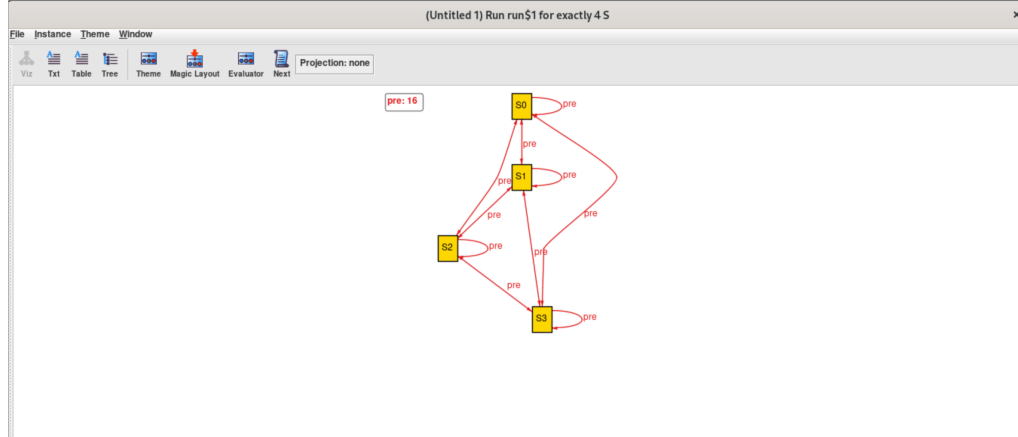 (Untitled 1) Run run$1 for exactly 4 S
File Instance Theme Window
Viz Txt Table Tree Theme Magic Layout Evaluator Next Projection: none
pre: 16
S0 pre
pre
S1 pre
pre
pre
pre
S2 pre
pre
pre
S3 pre